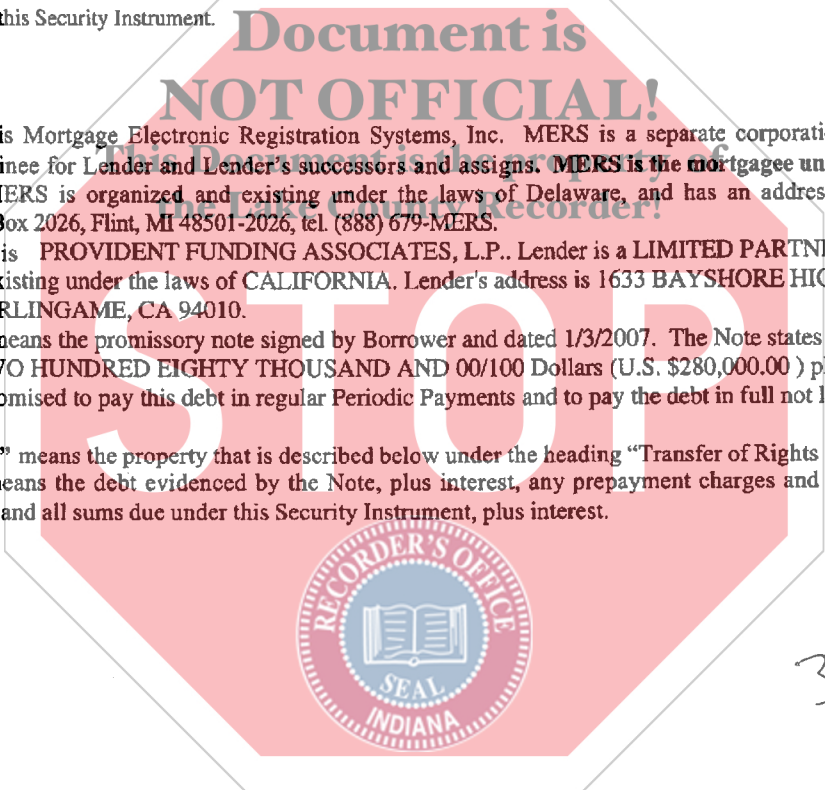 this Security Instrument.
Document is
NOT OFFICIAL!
is Mortgage Electronic Registration Systems, Inc. MERS is a separate corporati
This Document is the property of
inee for Lender and Lender's successors and assigns. MERS is the mortgagee un
the Lake County Recorder!
IERS is organized and existing under the laws of Delaware, and has an addres
Box 2026, Flint, MI 48501-2026, tel. (888) 679-MERS.
is PROVIDENT FUNDING ASSOCIATES, L.P.. Lender is a LIMITED PARTN
xisting under the laws of CALIFORNIA. Lender's address is 1633 BAYSHORE HIG
RLINGAME, CA 94010.
neans the promissory note signed by Borrower and dated 1/3/2007. The Note states
VO HUNDRED EIGHTY THOUSAND AND 00/100 Dollars (U.S. $280,000.00 ) pl
omised to pay this debt in regular Periodic Payments and to pay the debt in full not l
STOP
" means the property that is described below under the heading “Transfer of Rights
neans the debt evidenced by the Note, plus interest, any prepayment charges and
and all sums due under this Security Instrument, plus interest.
RECORDER'S OFFICE
SEAL
INDIANA